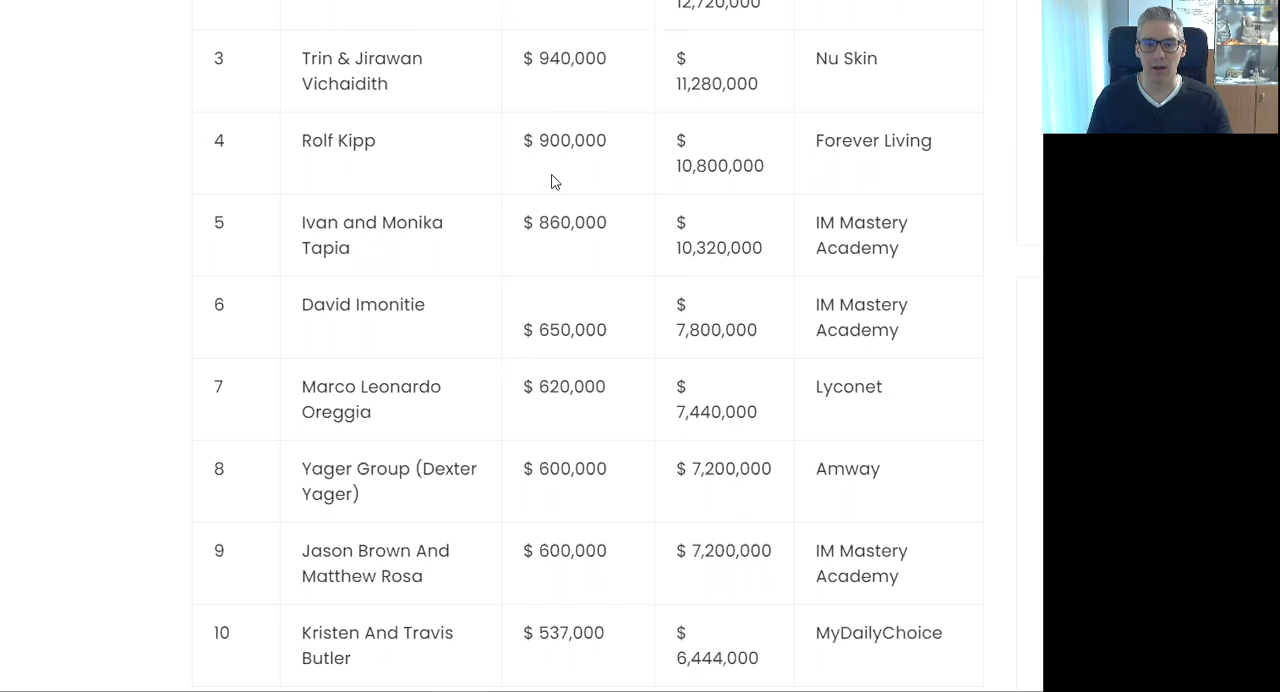 12,720,000
3 Trin & Jirawan $ 940,000 $ Nu Skin
Vichaidith 11,280,000
4 Rolf Kipp $ 900,000 $ Forever Living
10,800,000
5 Ivan and Monika $ 860,000 $ IM Mastery
Tapia 10,320,000 Academy
6 David Imonitie $ IM Mastery
$ 650,000 7,800,000 Academy
7 Marco Leonardo $ 620,000 $ Lyconet
Oreggia 7,440,000
8 Yager Group (Dexter $ 600,000 $ 7,200,000 Amway
Yager)
9 Jason Brown And $ 600,000 $ 7,200,000 IM Mastery
Matthew Rosa Academy
10 Kristen And Travis $ 537,000 $ MyDailyChoice
Butler 6,444,000